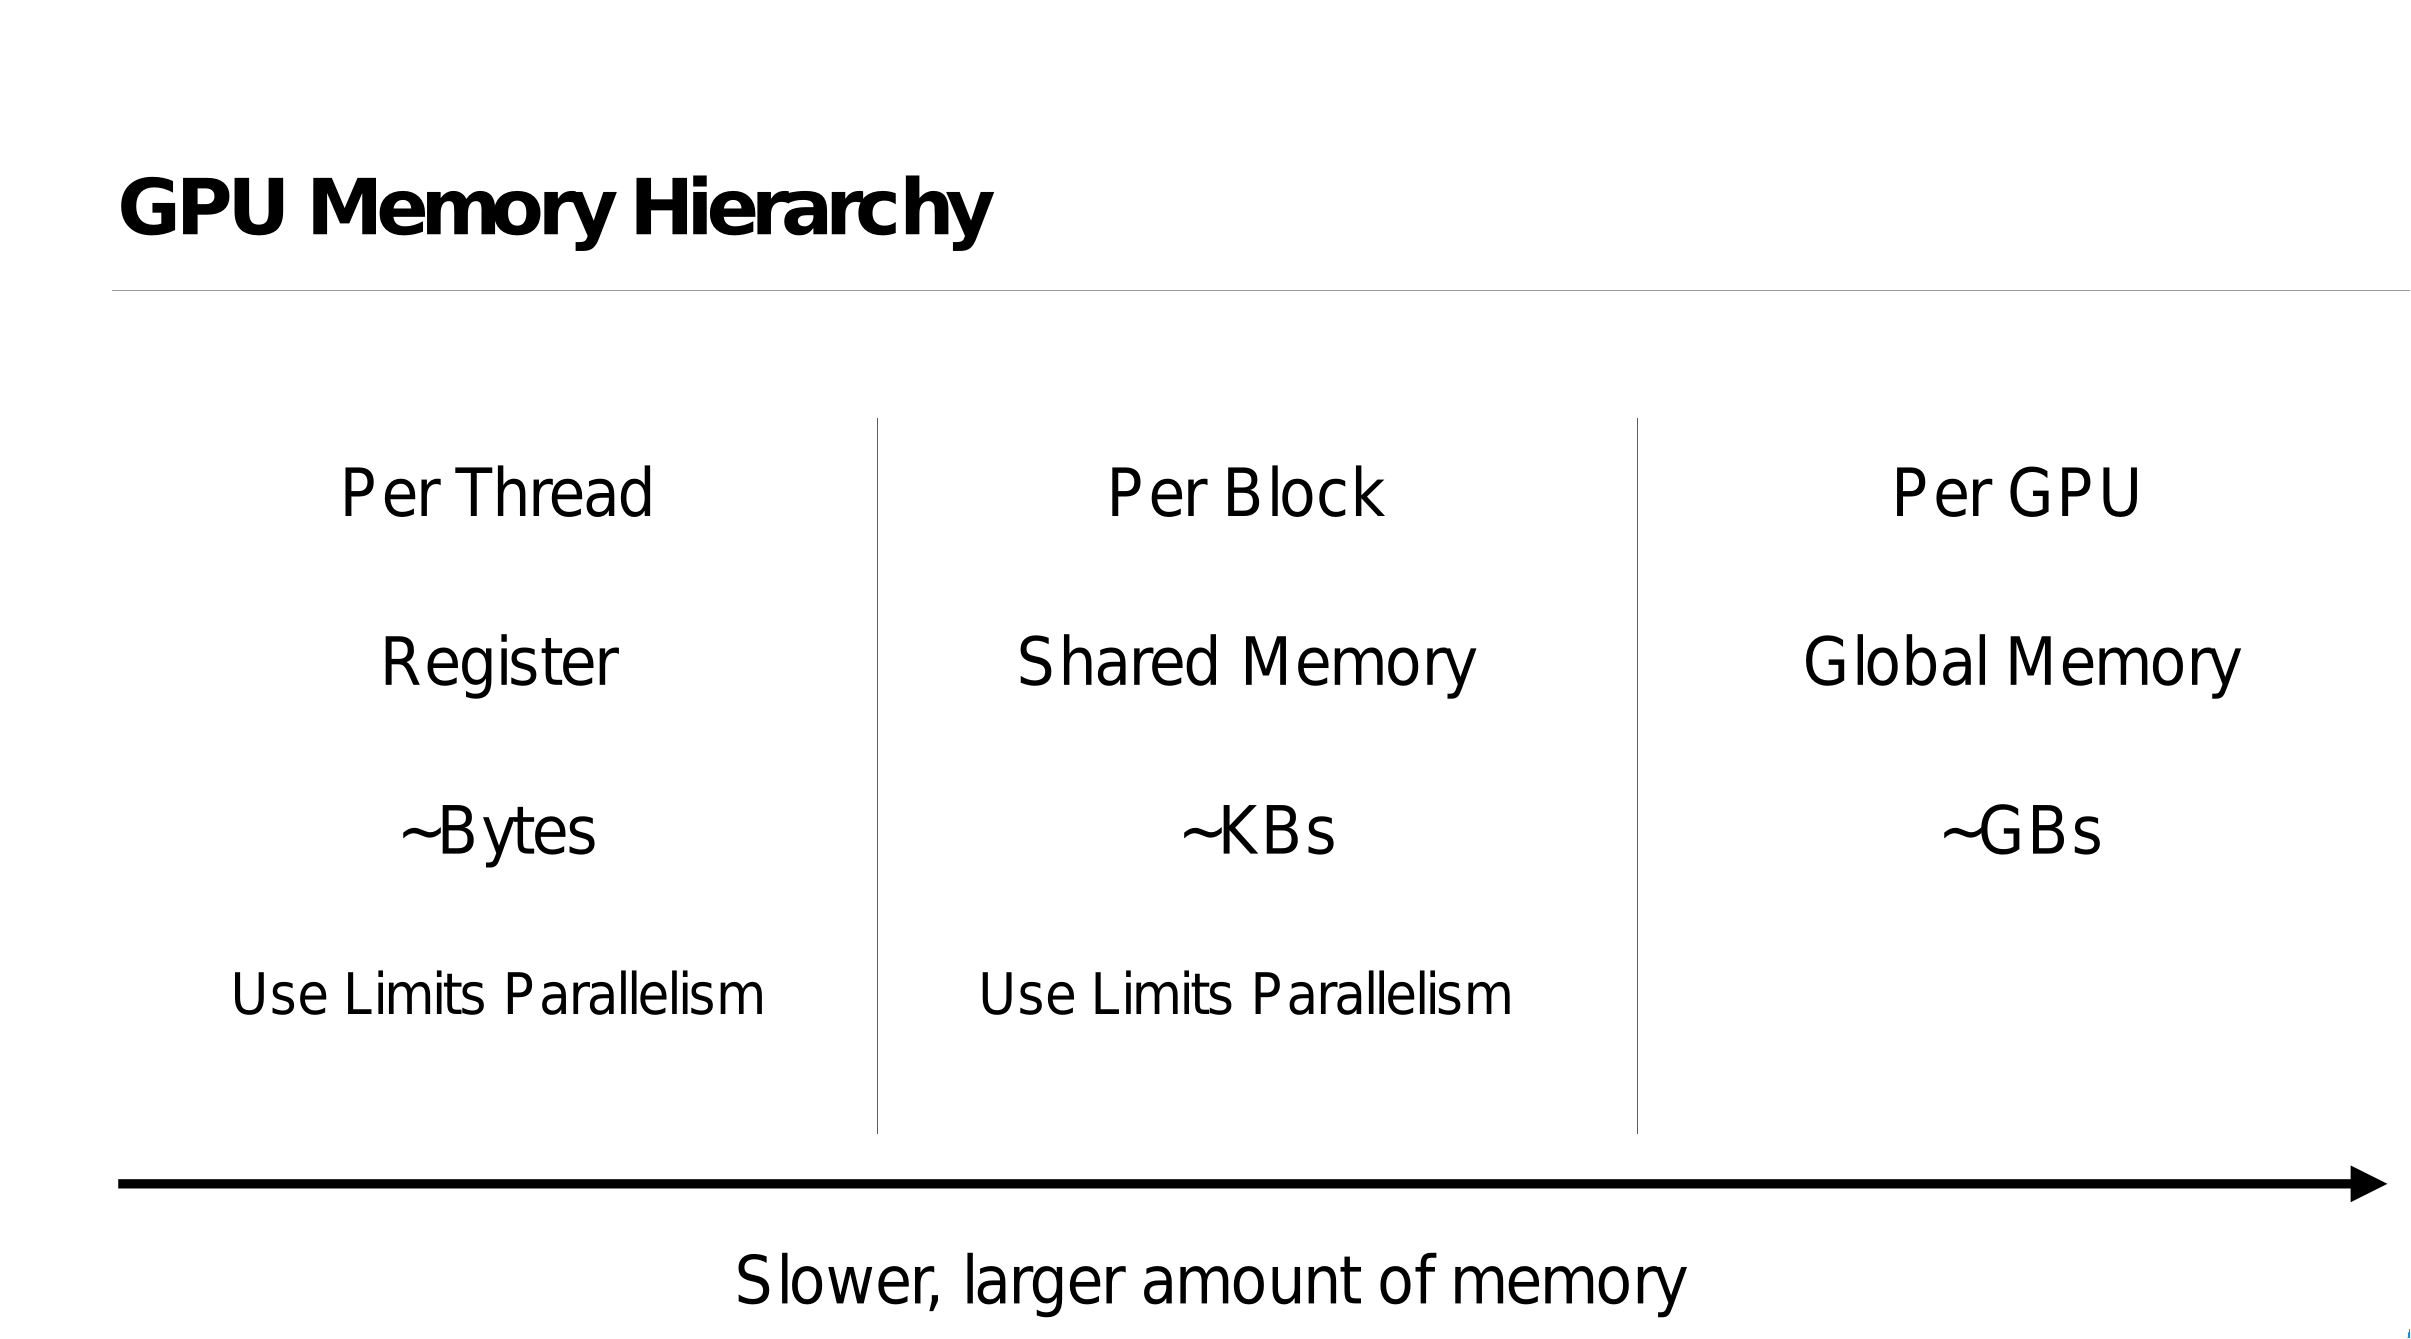 GPU Memory Hierarchy
Per Thread
Register
~Bytes
Use Limits Parallelism
Per Block
Shared Memory
~KBs
Use Limits Parallelism
Per GPU
Global Memory
~GBs
Slower, larger amount of memory